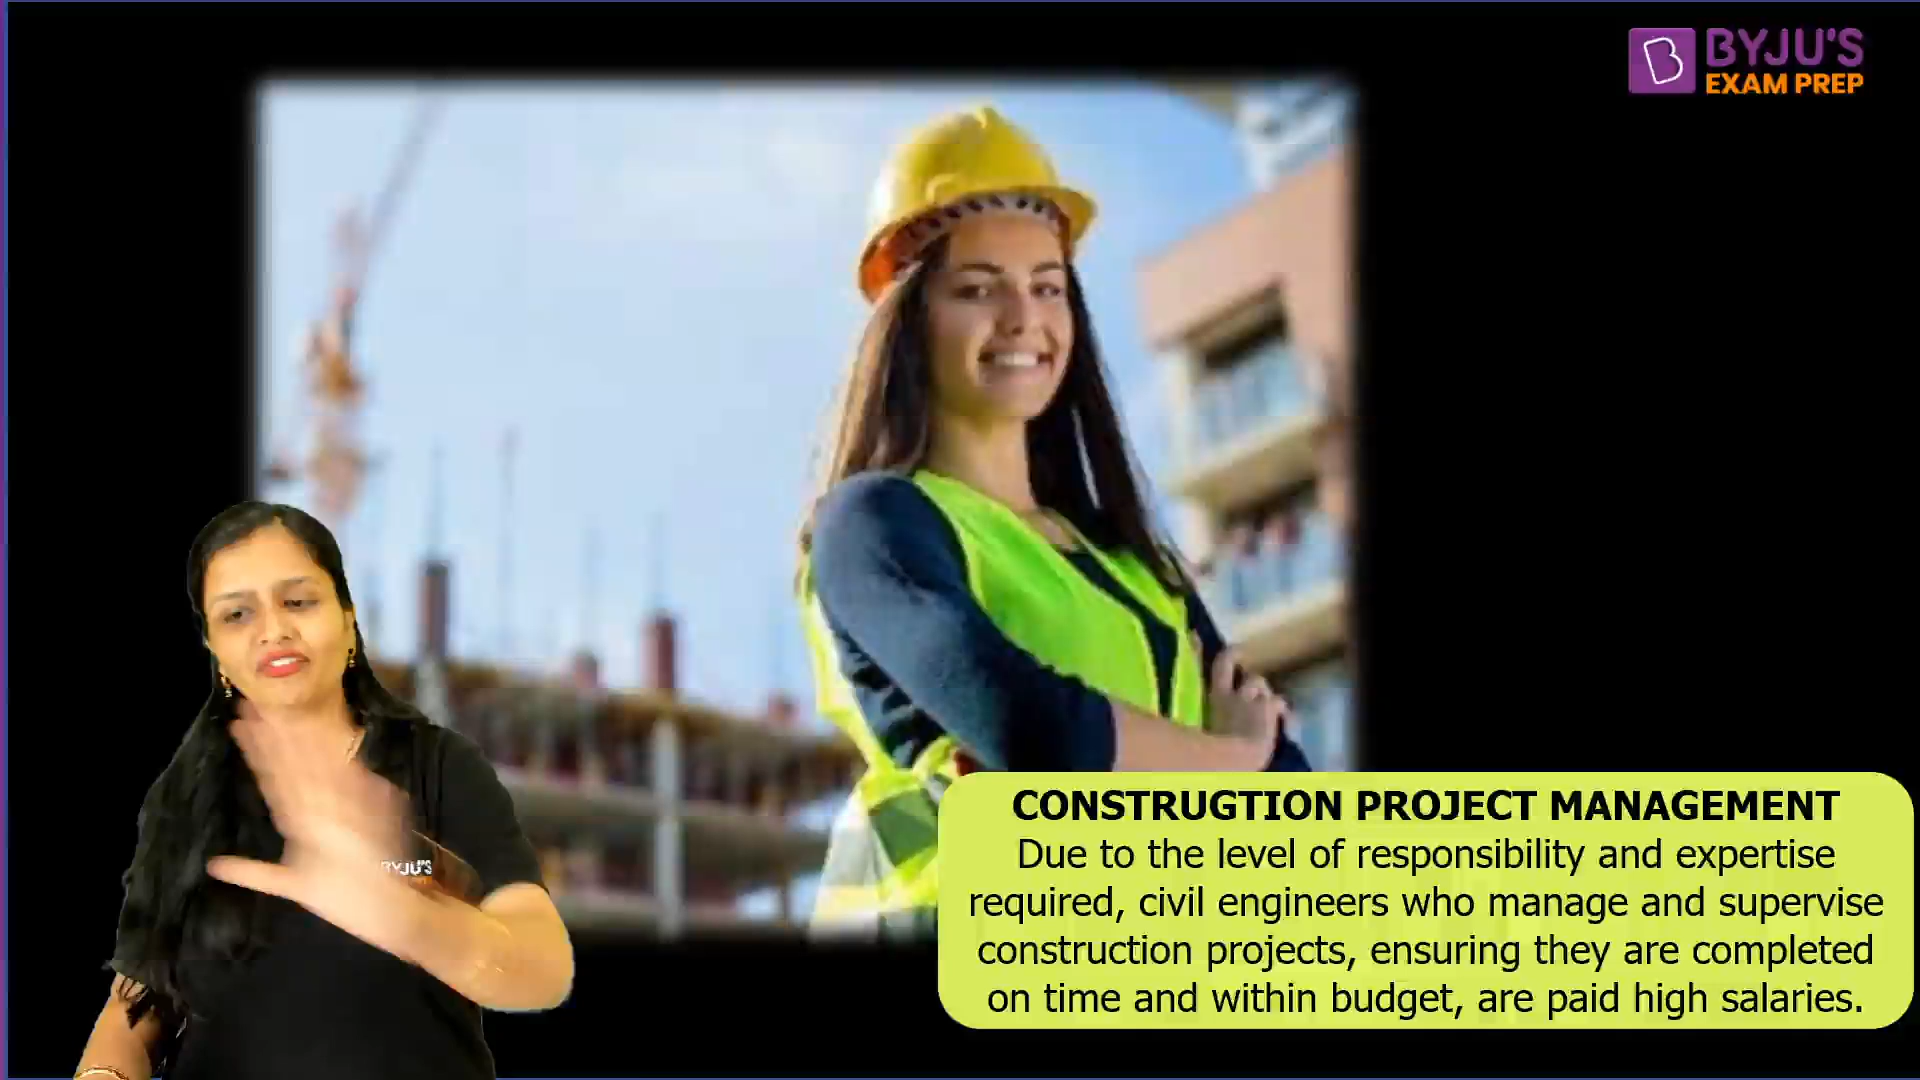 BYJU'S
EXAM PREP
BYJU'S
CONSTRUGTION PROJECT MANAGEMENT
Due to the level of responsibility and expertise
required, civil engineers who manage and supervise
construction projects, ensuring they are completed
on time and within budget, are paid high salaries.